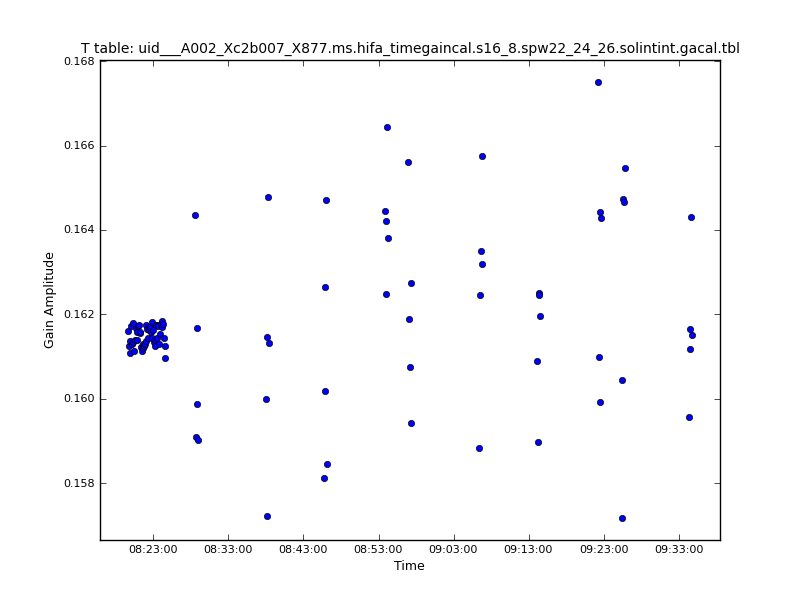 T table: uid___A002_Xc2b007_X877.ms.hifa_timegaincal.s16_8.spw22_24_26.solintint.gacal.tbl
0.168
0.166
0.164
0.162
0.160
0.158
Gain Amplitude
08:23:00 08:33:00 08:43:00 08:53:00 09:03:00 09:13:00 09:23:00 09:33:00
Time